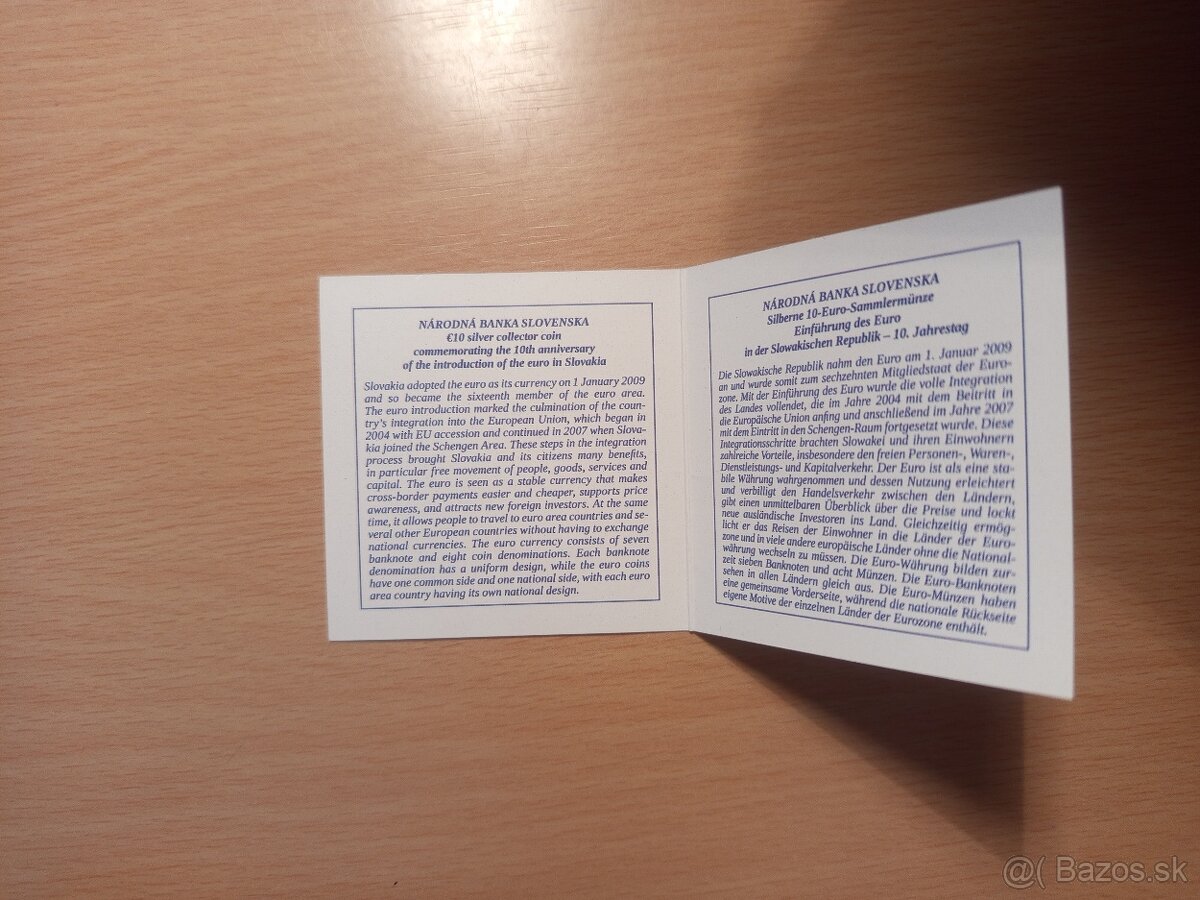 NÁRODNÁ BANKA SLOVENSKA
€10 silver collector coin
commemorating the 10th anniversary
of the introduction of the euro in Slovakia
Slovakia adopted the euro as its currency on 1 January 2009
and so became the sixteenth member of the euro area.
The euro introduction marked the culmination of the coun-
try's integration into the European Union, which began in
2004 with EU accession and continued in 2007 when Slova-
kia joined the Schengen Area. These steps in the integration
process brought Slovakia and its citizens many benefits,
in particular free movement of people, goods, services and
capital. The euro is seen as a stable currency that makes
cross-border payments easier and cheaper, supports price
awareness, and attracts new foreign investors. At the same
time, it allows people to travel to euro area countries and se-
veral other European countries without having to exchange
national currencies. The euro currency consists of seven
banknote and eight coin denominations. Each banknote
denomination has a uniform design, while the euro coins
have one common side and one national side, with each euro
area country having its own national design.
NÁRODNÁ BANKA SLOVENSKA
Silberne 10-Euro-Sammlermünze
Einführung des Euro
in der Slowakischen Republik – 10. Jahrestag
Die Slowakische Republik nahm den Euro am 1. Januar 2009
an und wurde somit zum sechzehnten Mitgliedstaat der Euro-
zone. Mit der Einführung des Euro wurde die volle Integration
des Landes vollendet, die im Jahre 2004 mit dem Beitritt in
die Europäische Union anfing und anschließend im Jahre 2007
mit dem Eintritt in den Schengen-Raum fortgesetzt wurde. Diese
Integrationsschritte brachten Slowakei und ihren Einwohnern
zahlreiche Vorteile, insbesondere den freien Personen-, Waren-,
Dienstleistungs- und Kapitalverkehr. Der Euro ist als eine sta-
bile Währung wahrgenommen und dessen Nutzung erleichtert
und verbilligt den Handelsverkehr zwischen den Ländern,
gibt einen unmittelbaren Überblick über die Preise und lockt
neue ausländische Investoren ins Land. Gleichzeitig ermög-
licht er das Reisen der Einwohner in die Länder der Euro-
zone und in viele andere europäische Länder ohne die National-
währung wechseln zu müssen. Die Euro-Währung bilden zur-
zeit sieben Banknoten und acht Münzen. Die Euro-Banknoten
sehen in allen Ländern gleich aus. Die Euro-Münzen haben
eine gemeinsame Vorderseite, während die nationale Rückseite
eigene Motive der einzelnen Länder der Eurozone enthält.
@( Bazos.sk